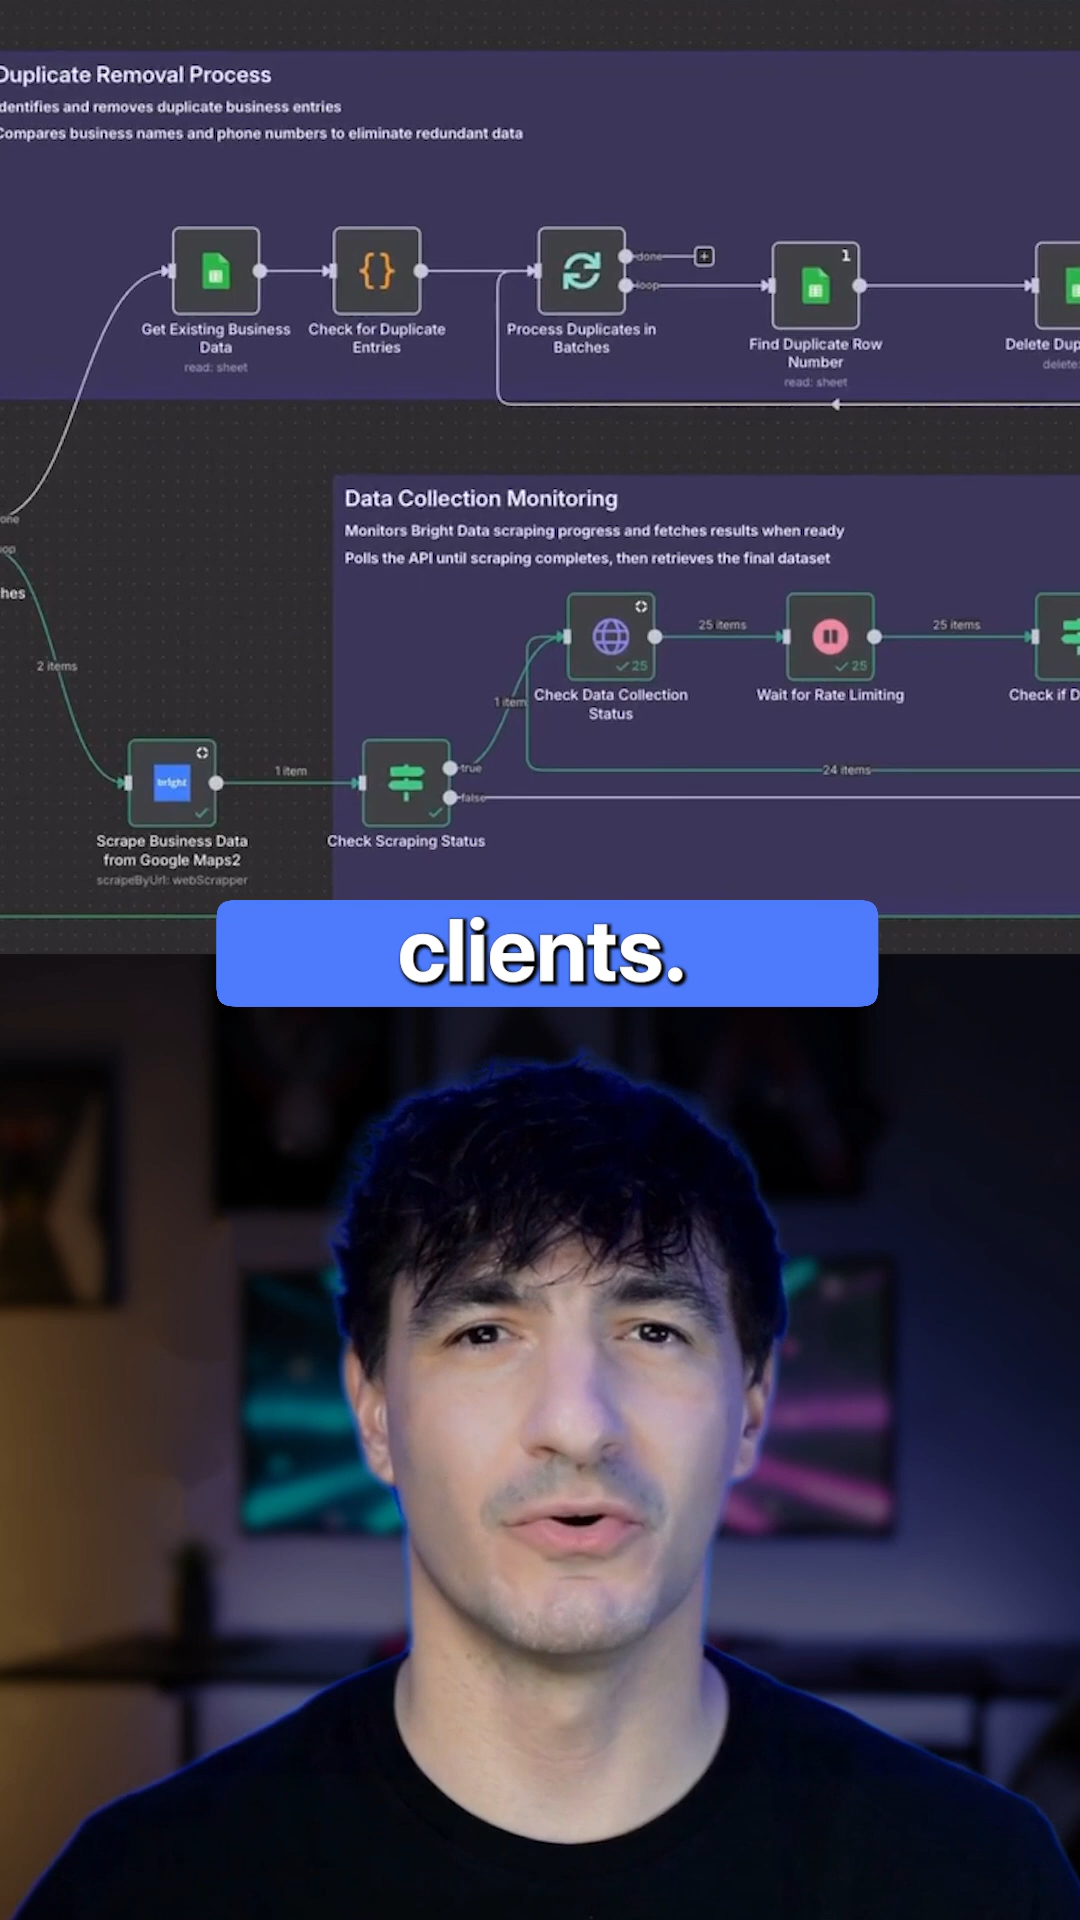 Duplicate Removal Process
dentifies and removes duplicate business entries
Compares business names and phone numbers to eliminate redundant data
done
loop
1
Get Existing Business
Data
read: sheet
Check for Duplicate
Entries
Process Duplicates in
Batches
Find Duplicate Row
Number
read: sheet
Delete Dup
delete:
one
oop
hes
2 items
Data Collection Monitoring
Monitors Bright Data scraping progress and fetches results when ready
Polls the API until scraping completes, then retrieves the final dataset
25 items
25 items
25
25
Check Data Collection
Status
Wait for Rate Limiting
Check if D
1 item
24 items
bright
1 item
true
false
Scrape Business Data
from Google Maps2
scrapeByUrl: webScrapper
Check Scraping Status
clients.